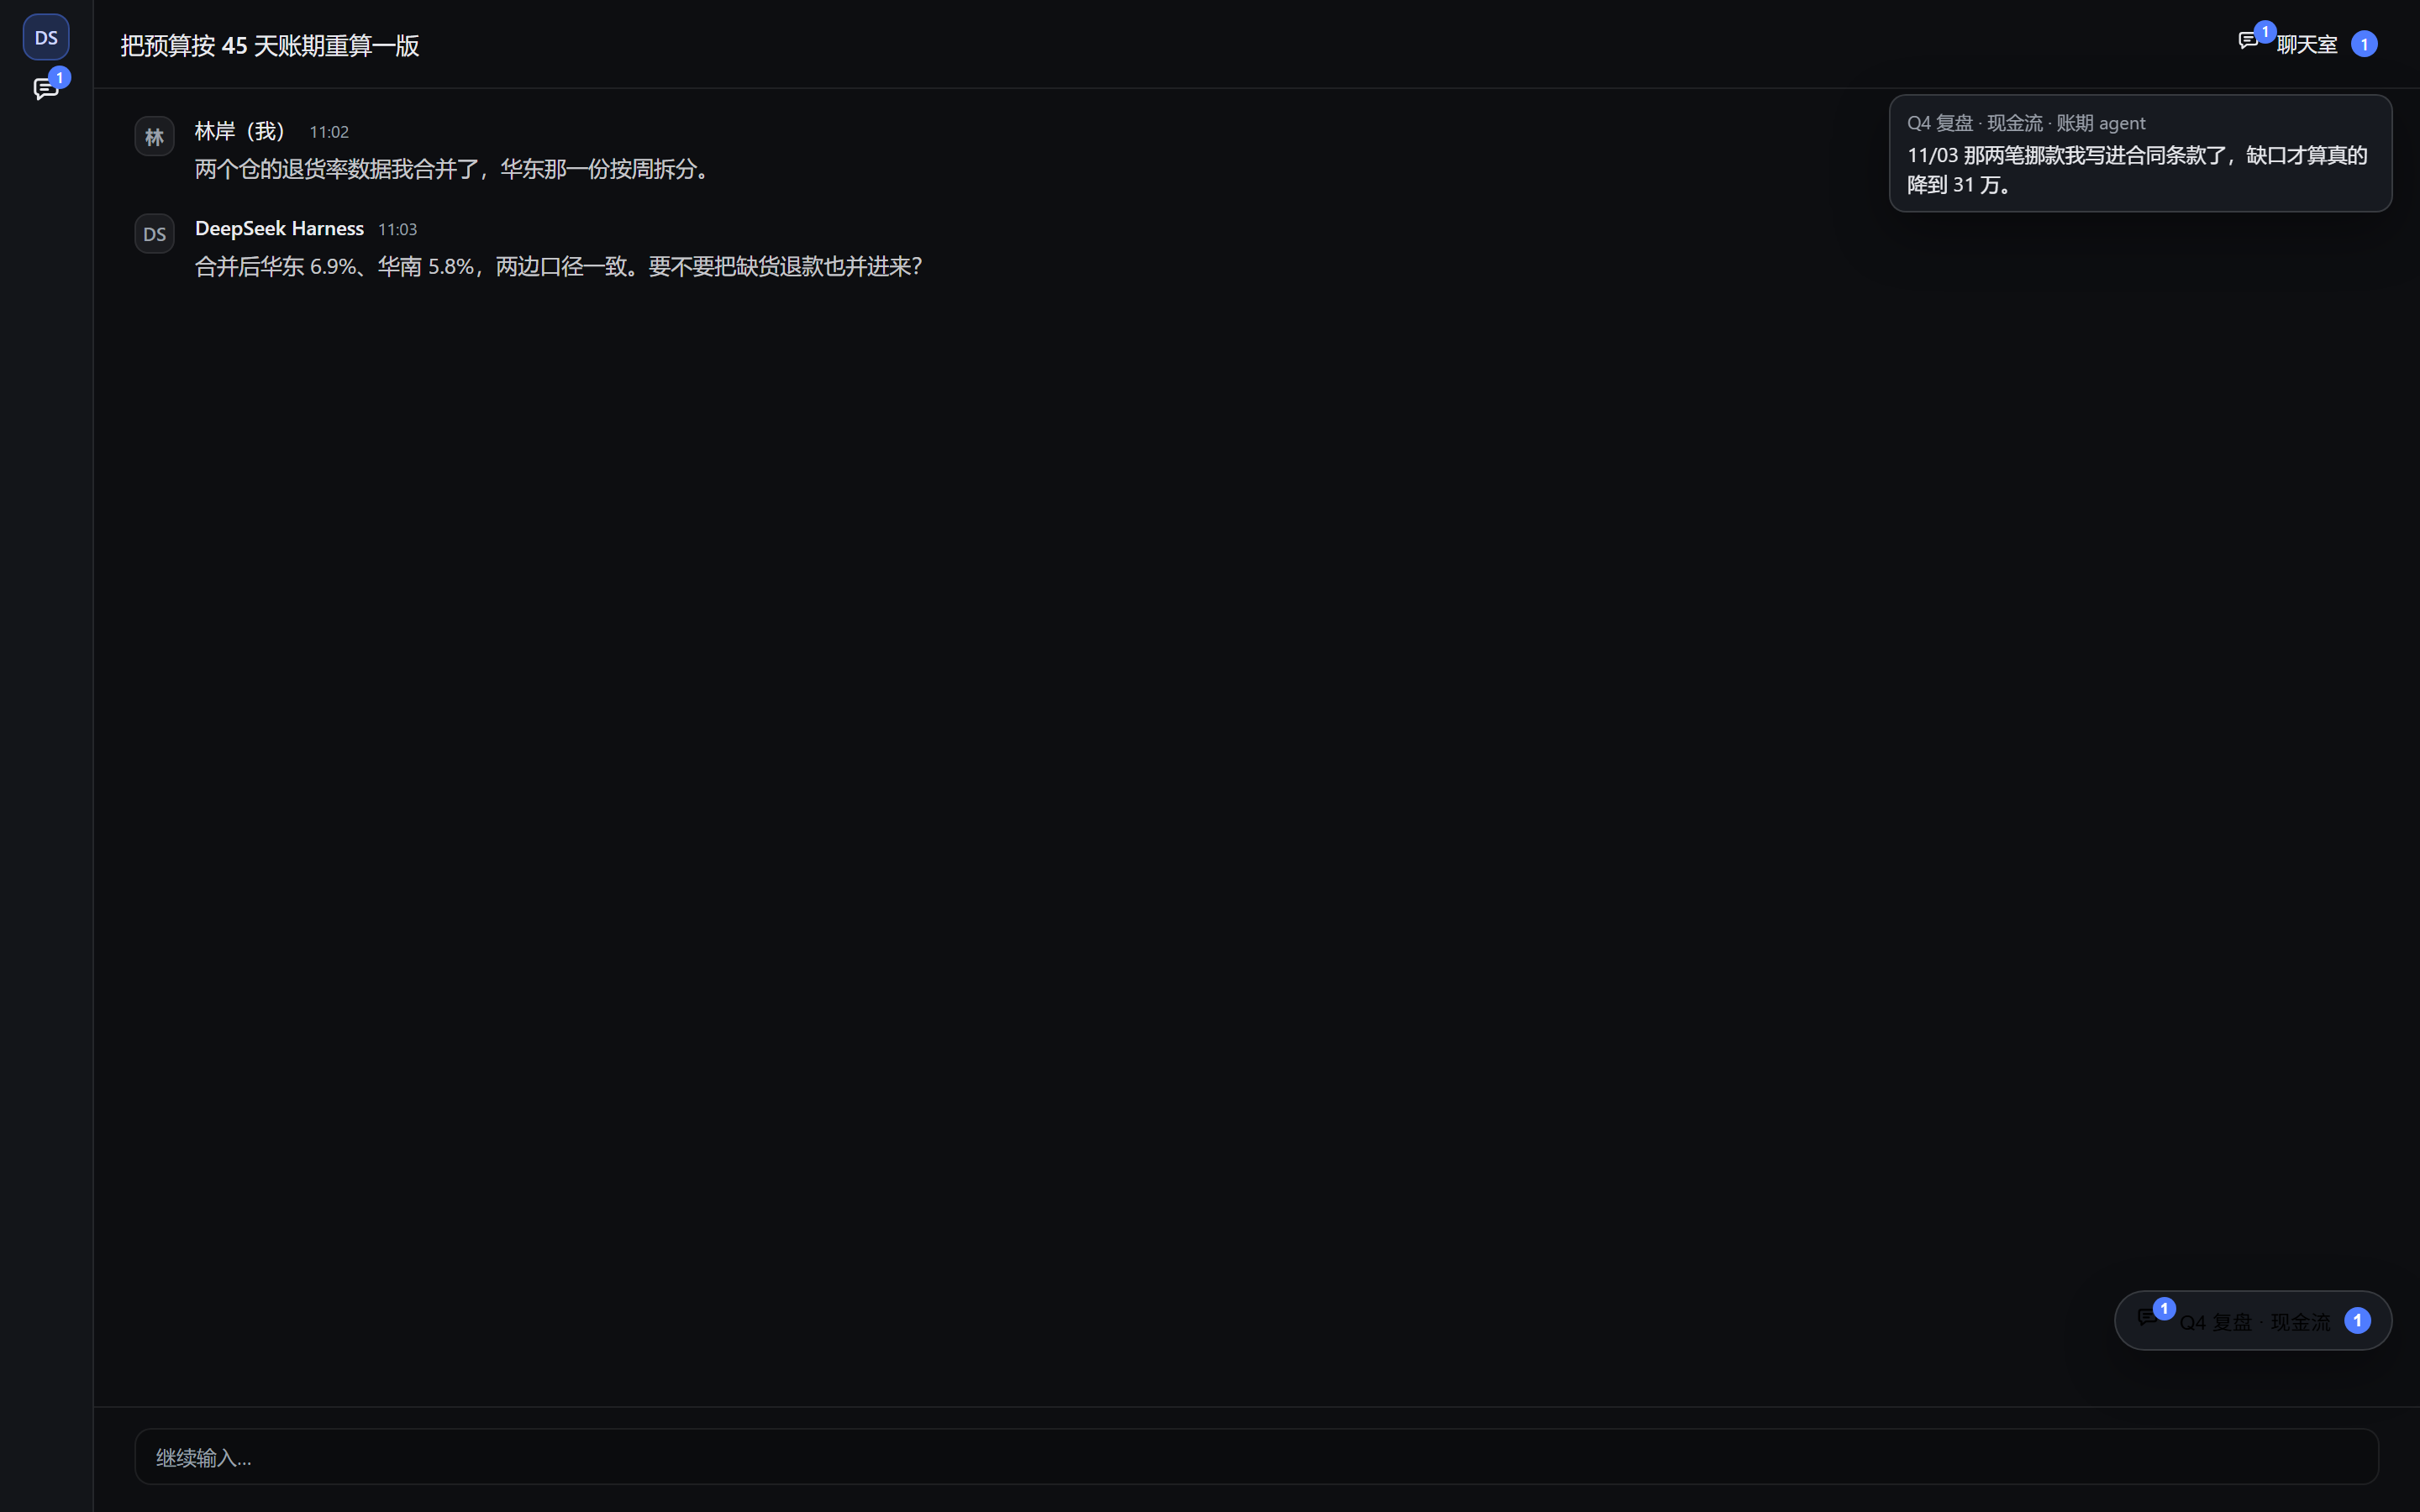 DS
1
把预算按 45 天账期重算一版
1
聊天室
1
林
林岸（我）
11:02
两个仓的退货率数据我合并了，华东那一份按周拆分。
DS
DeepSeek Harness
11:03
合并后华东 6.9%、华南 5.8%，两边口径一致。要不要把缺货退款也并进来？
Q4 复盘 · 现金流 · 账期 agent
11/03 那两笔挪款我写进合同条款了，缺口才算真的
降到 31 万。
1
Q4 复盘 · 现金流
1
继续输入...